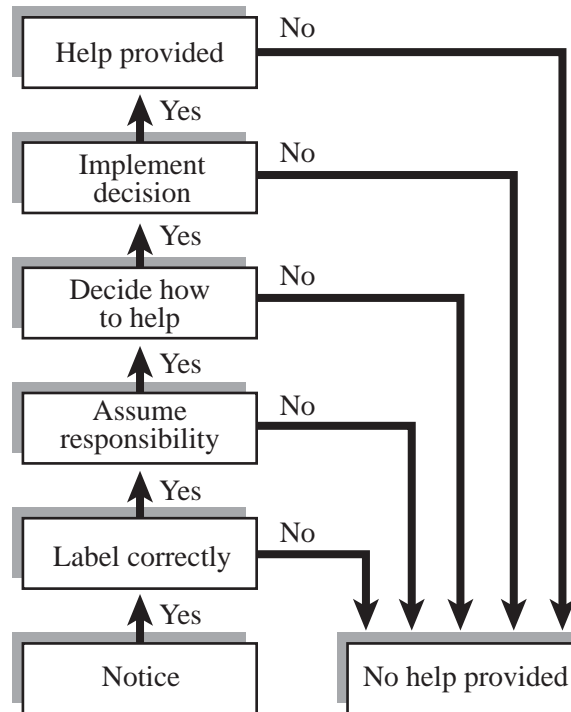 Help provided
No
Yes
Implement
decision
No
Yes
Decide how
to help
No
Yes
Assume
responsibility
No
Yes
Label correctly
No
Yes
Notice
No help provided